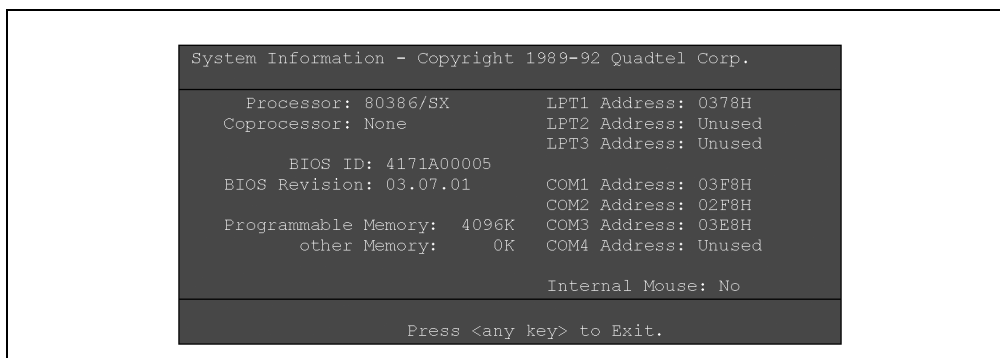 System Information - Copyright 1989-92 Quadtel Corp.
Processor: 80386/SX LPT1 Address: 0378H
Coprocessor: None LPT2 Address: Unused
LPT3 Address: Unused
BIOS ID: 4171A00005
BIOS Revision: 03.07.01 COM1 Address: 03F8H
COM2 Address: 02F8H
Programmable Memory: 4096K COM3 Address: 03E8H
other Memory: 0K COM4 Address: Unused
Internal Mouse: No
Press <any key> to Exit.